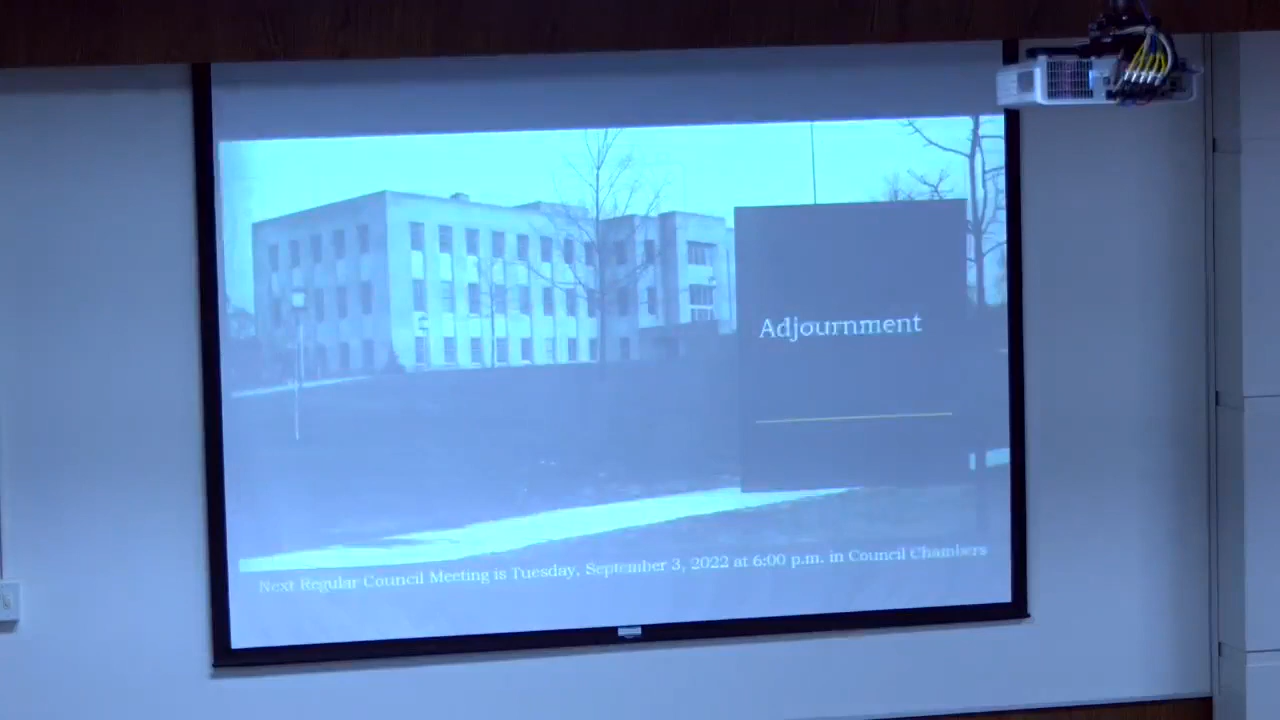 Adjournment
Next Regular Council Meeting is Tuesday, September 3, 2022 at 6:00 p.m. in Council Chambers